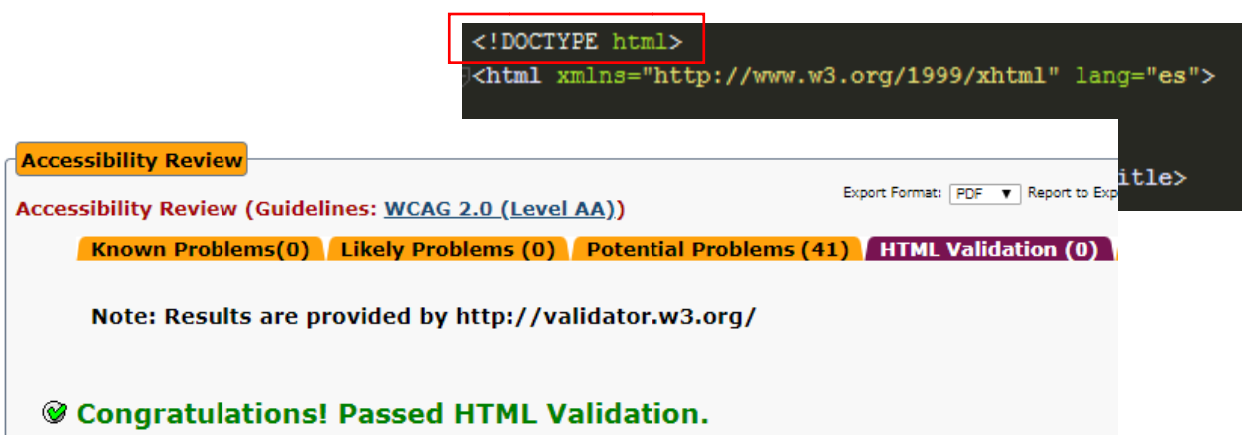 <!DOCTYPE html>
<html xmlns="http://www.w3.org/1999/xhtml" lang="es">
itle>
Accessibility Review
Export Format: PDF ▼ Report to Exp
Accessibility Review (Guidelines: WCAG 2.0 (Level AA))
Known Problems(0) Likely Problems (0) Potential Problems (41) HTML Validation (0)
Note: Results are provided by http://validator.w3.org/
Congratulations! Passed HTML Validation.